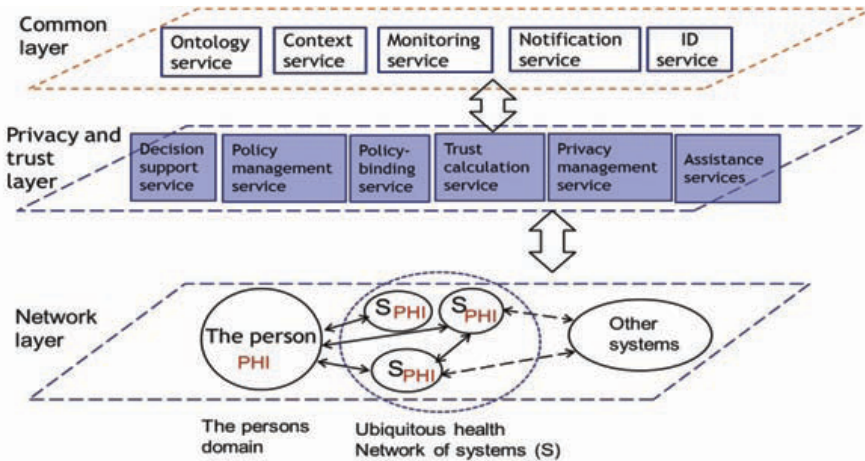 Common
layer
Ontology
service
Context
service
Monitoring
service
Notification
service
ID
service
Privacy and
trust layer
Decision
support
service
Policy
management
service
Policy-
binding
service
Trust
calculation
service
Privacy
management
service
Assistance
services
Network
layer
The person
PHI
SPHI
SPHI
SPHI
Other
systems
The persons
domain
Ubiquitous health
Network of systems (S)